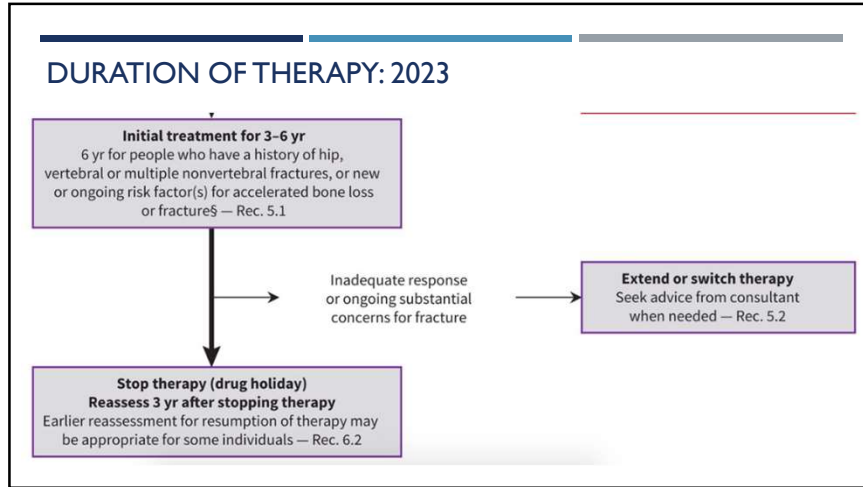 DURATION OF THERAPY: 2023
Initial treatment for 3–6 yr
6 yr for people who have a history of hip,
vertebral or multiple nonvertebral fractures, or new
or ongoing risk factor(s) for accelerated bone loss
or fracture§ — Rec. 5.1
Inadequate response
or ongoing substantial
concerns for fracture
Extend or switch therapy
Seek advice from consultant
when needed — Rec. 5.2
Stop therapy (drug holiday)
Reassess 3 yr after stopping therapy
Earlier reassessment for resumption of therapy may
be appropriate for some individuals — Rec. 6.2